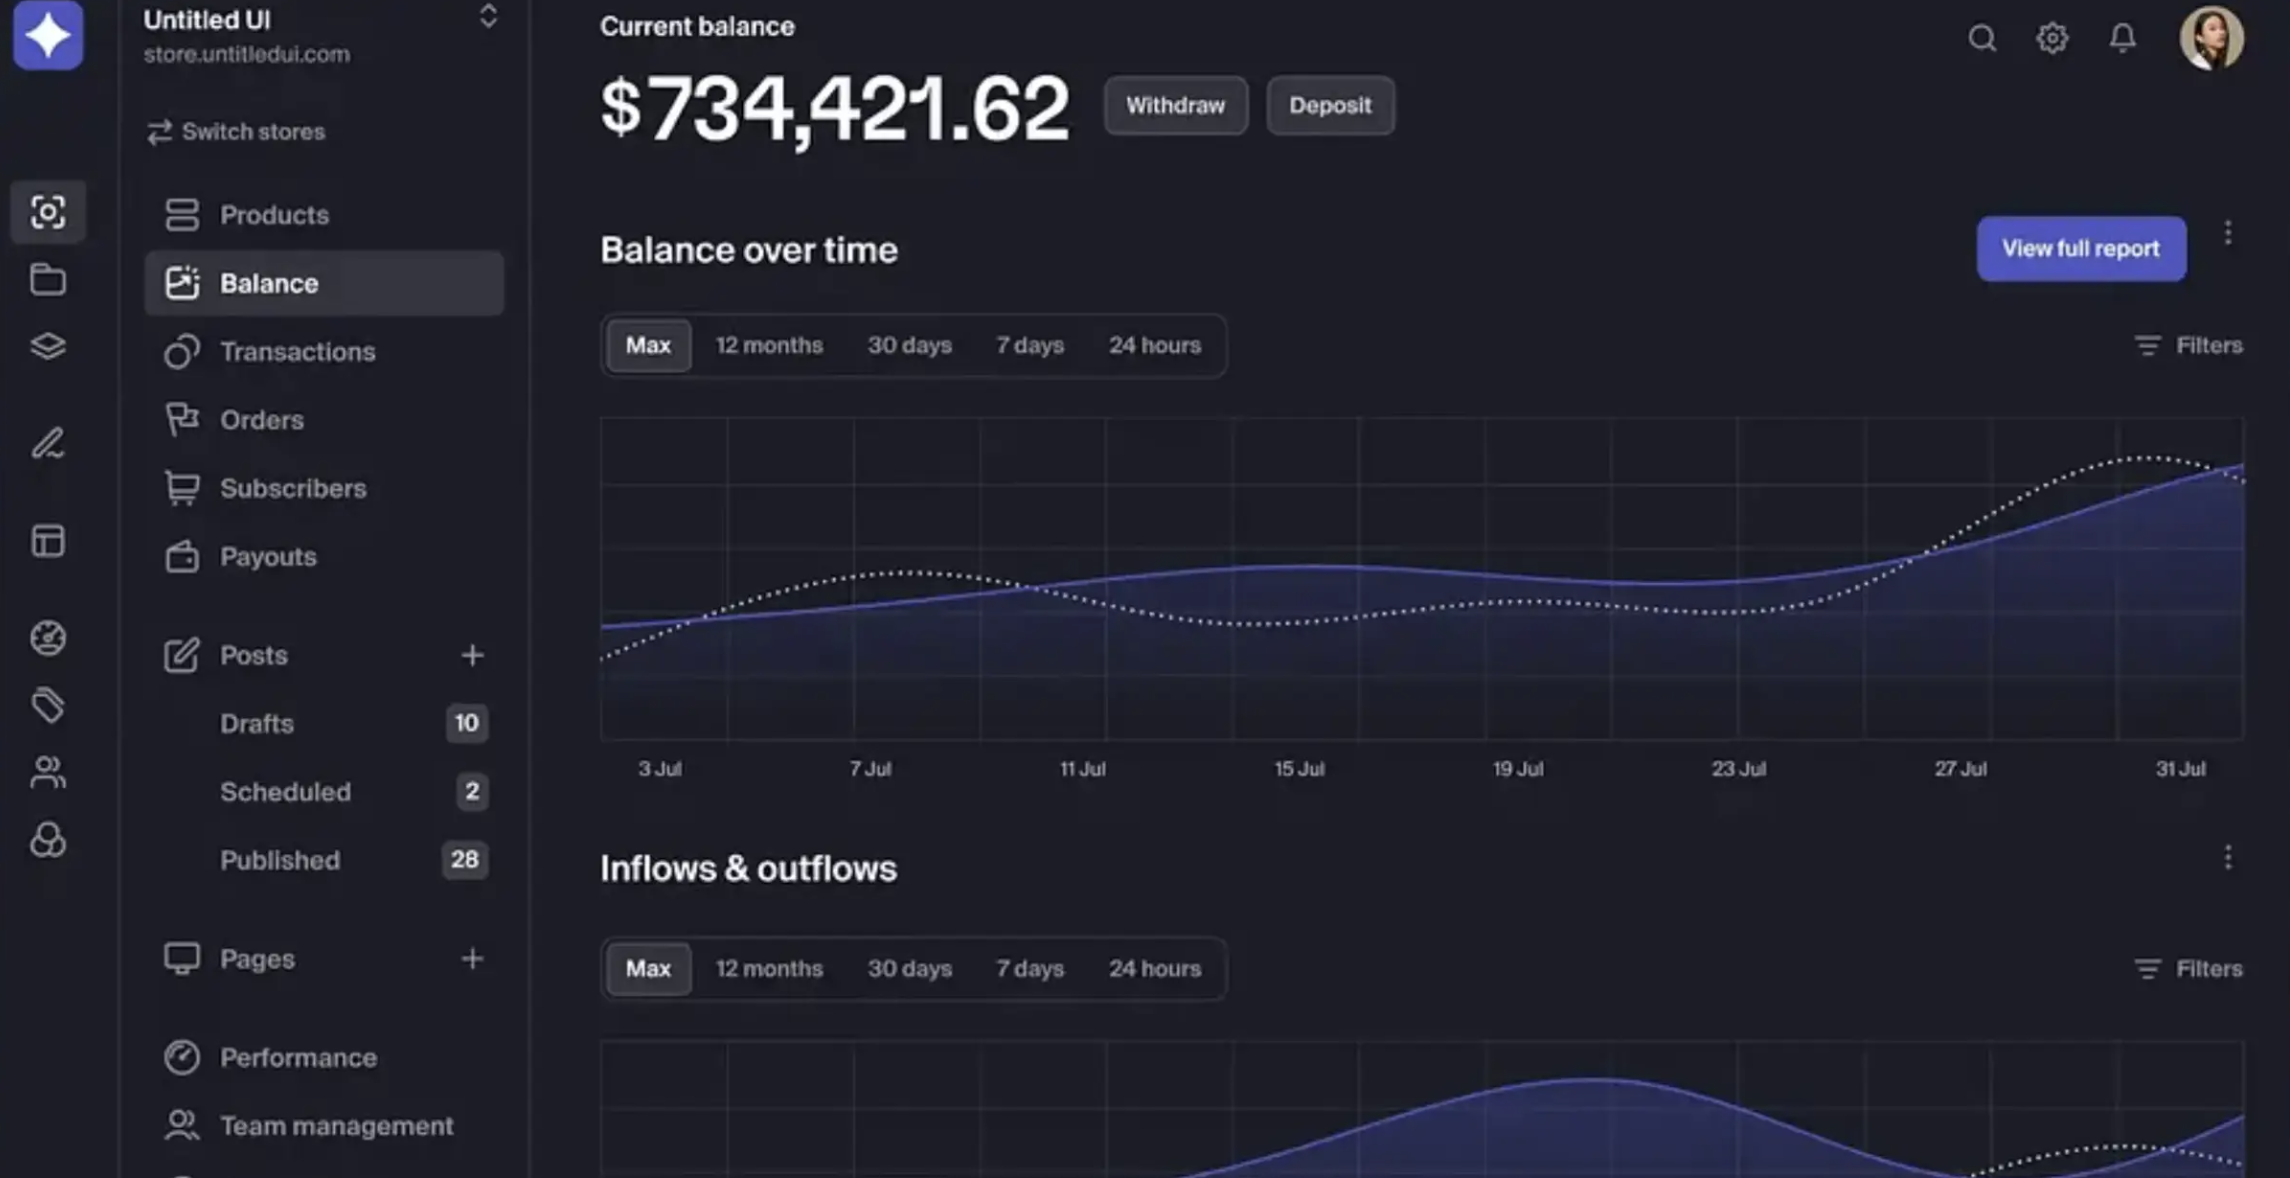 Untitled UI
store.untitledui.com
Switch stores
Products
Balance
Transactions
Orders
Subscribers
Payouts
Posts
Drafts 10
Scheduled 2
Published 28
Pages
Performance
Team management
Current balance
$734,421.62 Withdraw Deposit
Balance over time
View full report
Max 12 months 30 days 7 days 24 hours
Filters
3 Jul 7 Jul 11 Jul 15 Jul 19 Jul 23 Jul 27 Jul 31 Jul
Inflows & outflows
Max 12 months 30 days 7 days 24 hours
Filters